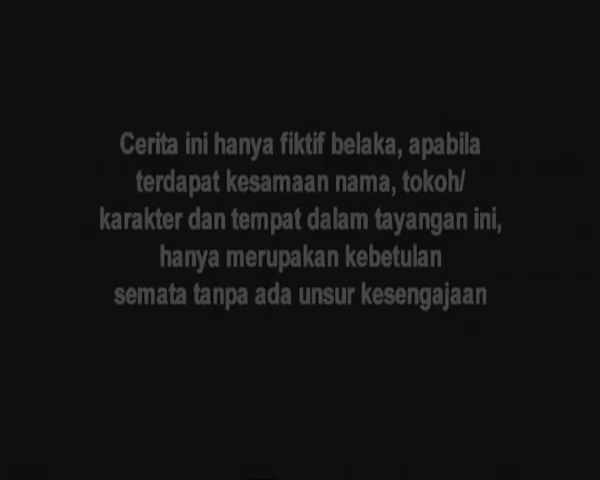 Cerita ini hanya fiktif belaka, apabila
terdapat kesamaan nama, tokoh/
karakter dan tempat dalam tayangan ini,
hanya merupakan kebetulan
semata tanpa ada unsur kesengajaan